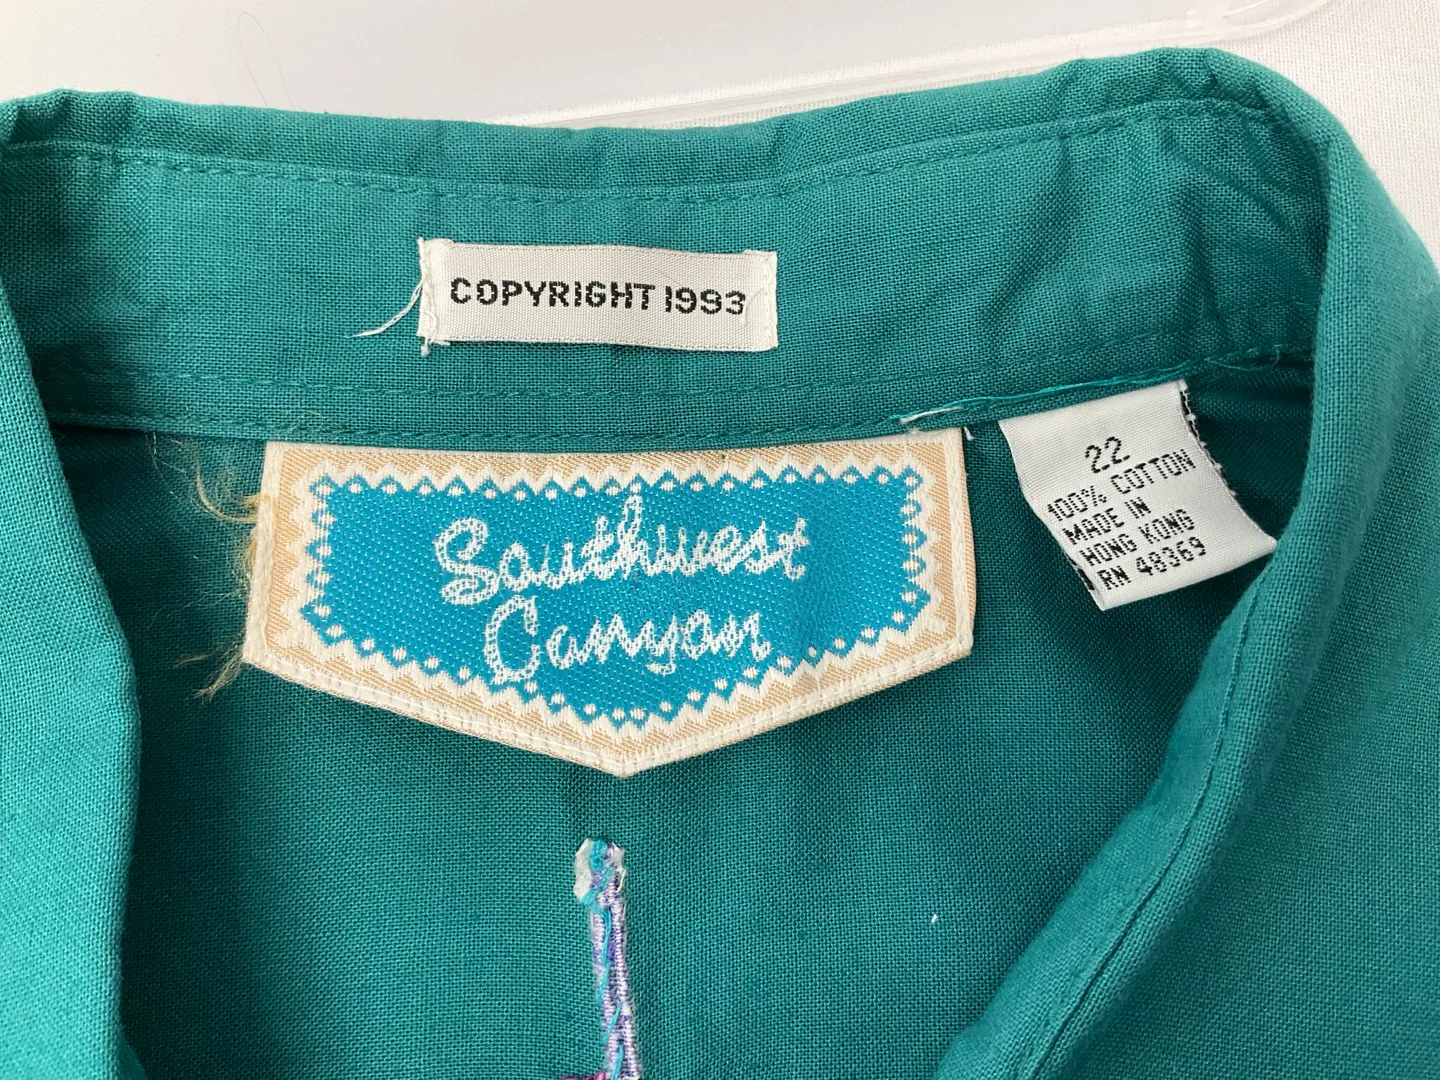 COPYRIGHT 1993
Southwest
Canyon
22
100% COTTON
MADE IN
HONG KONG
RN 48369